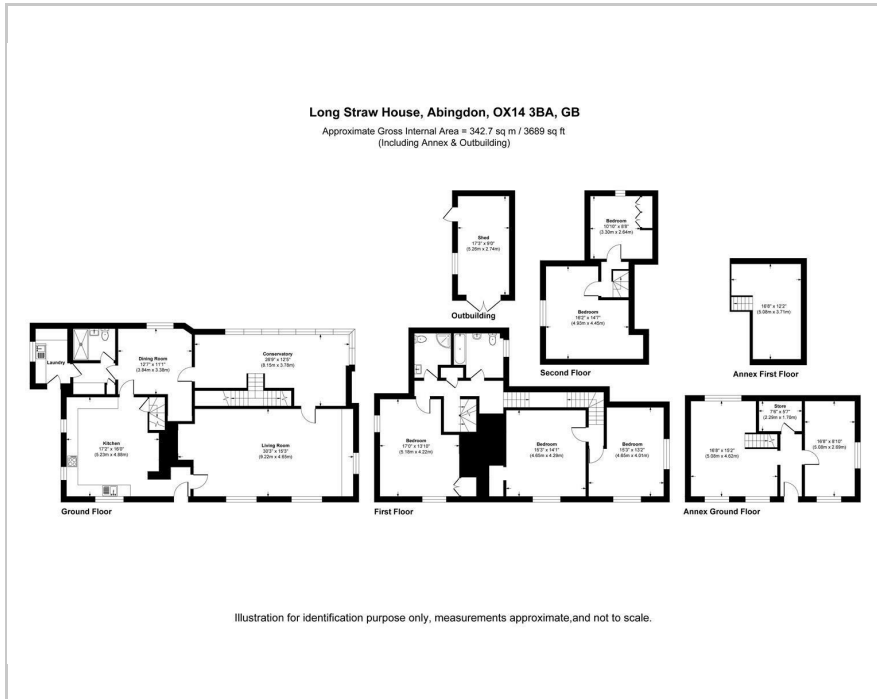 Long Straw House, Abingdon, OX14 3BA, GB
Approximate Gross Internal Area = 342.7 sq m / 3689 sq ft
(Including Annex & Outbuilding)
Shed
17'3" x 9'0"
(5.26m x 2.74m)
Outbuilding
Bedroom
10'10" x 8'8"
(3.30m x 2.64m)
Bedroom
16'2" x 14'7"
(4.93m x 4.45m)
Second Floor
16'8" x 12'2"
(5.08m x 3.71m)
Annex First Floor
Laundry
Dining Room
12'7" x 11'1"
(3.84m x 3.38m)
Conservatory
26'9" x 12'5"
(8.15m x 3.78m)
Kitchen
17'2" x 16'0"
(5.23m x 4.88m)
Living Room
30'3" x 15'3"
(9.22m x 4.65m)
Ground Floor
Bedroom
17'0" x 13'10"
(5.18m x 4.22m)
Bedroom
15'3" x 14'1"
(4.65m x 4.29m)
Bedroom
15'3" x 13'2"
(4.65m x 4.01m)
First Floor
Store
7'6" x 5'7"
(2.29m x 1.70m)
16'8" x 15'2"
(5.08m x 4.62m)
16'8" x 8'10"
(5.08m x 2.69m)
Annex Ground Floor
Illustration for identification purpose only, measurements approximate,and not to scale.